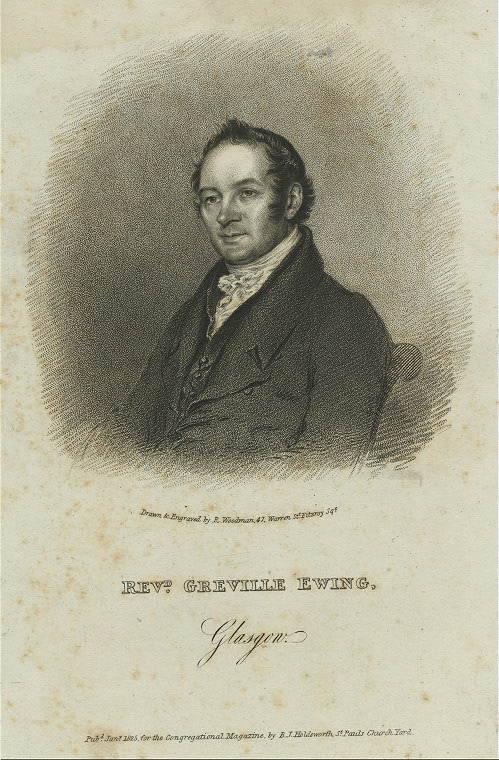 Drawn & Engraved by R. Woodman, 47, Warren St. Fitzroy Sqe.
REVD. GREVILLE EWING,
Glasgow.
Pubd. Jany. 1825, for the Congregational Magazine, by B. J. Holdsworth, St. Pauls Church Yard.